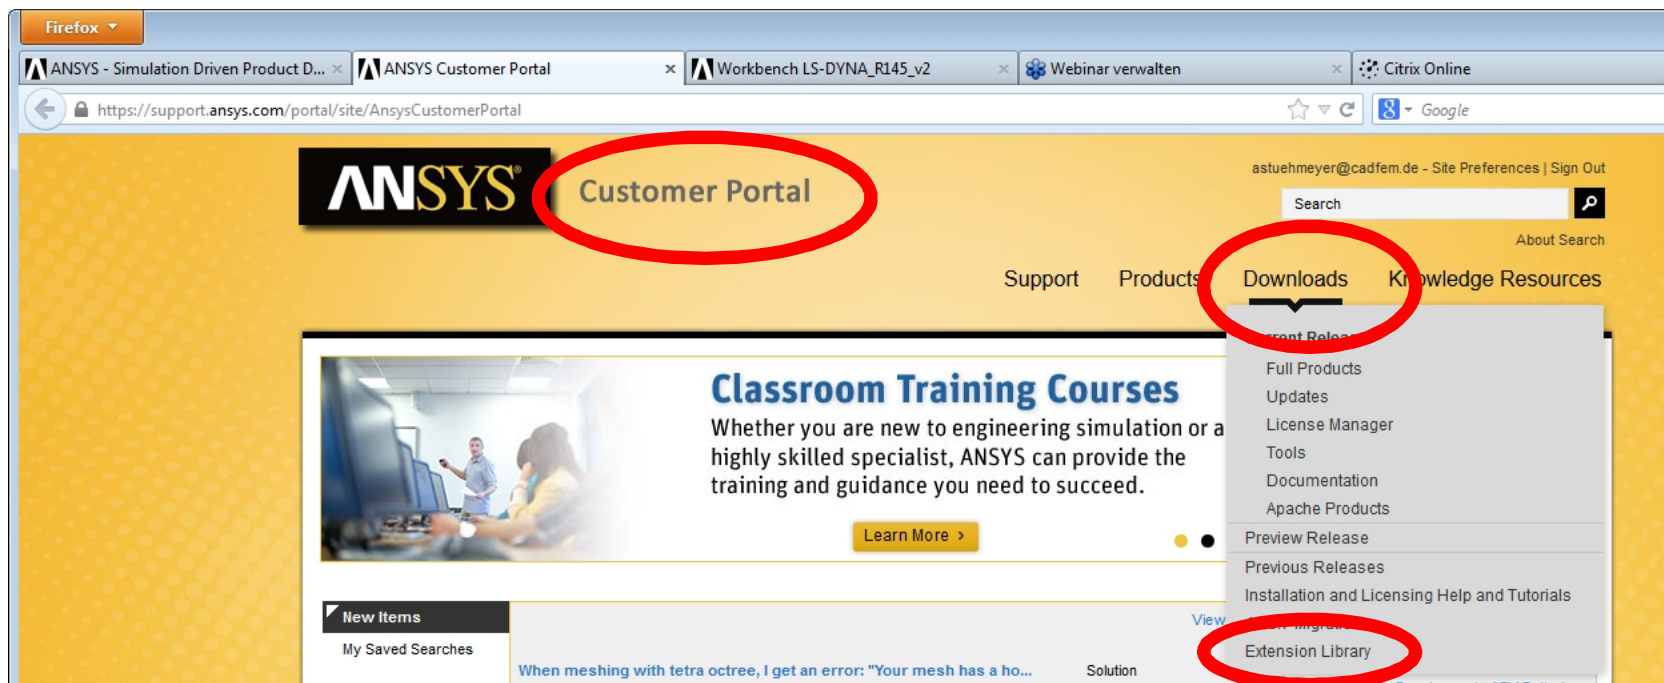 Firefox
ANSYS - Simulation Driven Product D...
ANSYS Customer Portal
Workbench LS-DYNA_R145_v2
Webinar verwalten
Citrix Online
https://support.ansys.com/portal/site/AnsysCustomerPortal
Google
ANSYS®
Customer Portal
astuehmeyer@cadfem.de - Site Preferences | Sign Out
Search
About Search
Support Products Downloads Knowledge Resources
Full Products
Updates
License Manager
Tools
Documentation
Apache Products
Preview Release
Previous Releases
Installation and Licensing Help and Tutorials
Extension Library
Classroom Training Courses
Whether you are new to engineering simulation or a
highly skilled specialist, ANSYS can provide the
training and guidance you need to succeed.
Learn More >
New Items
My Saved Searches
View
When meshing with tetra octree, I get an error: "Your mesh has a ho...
Solution